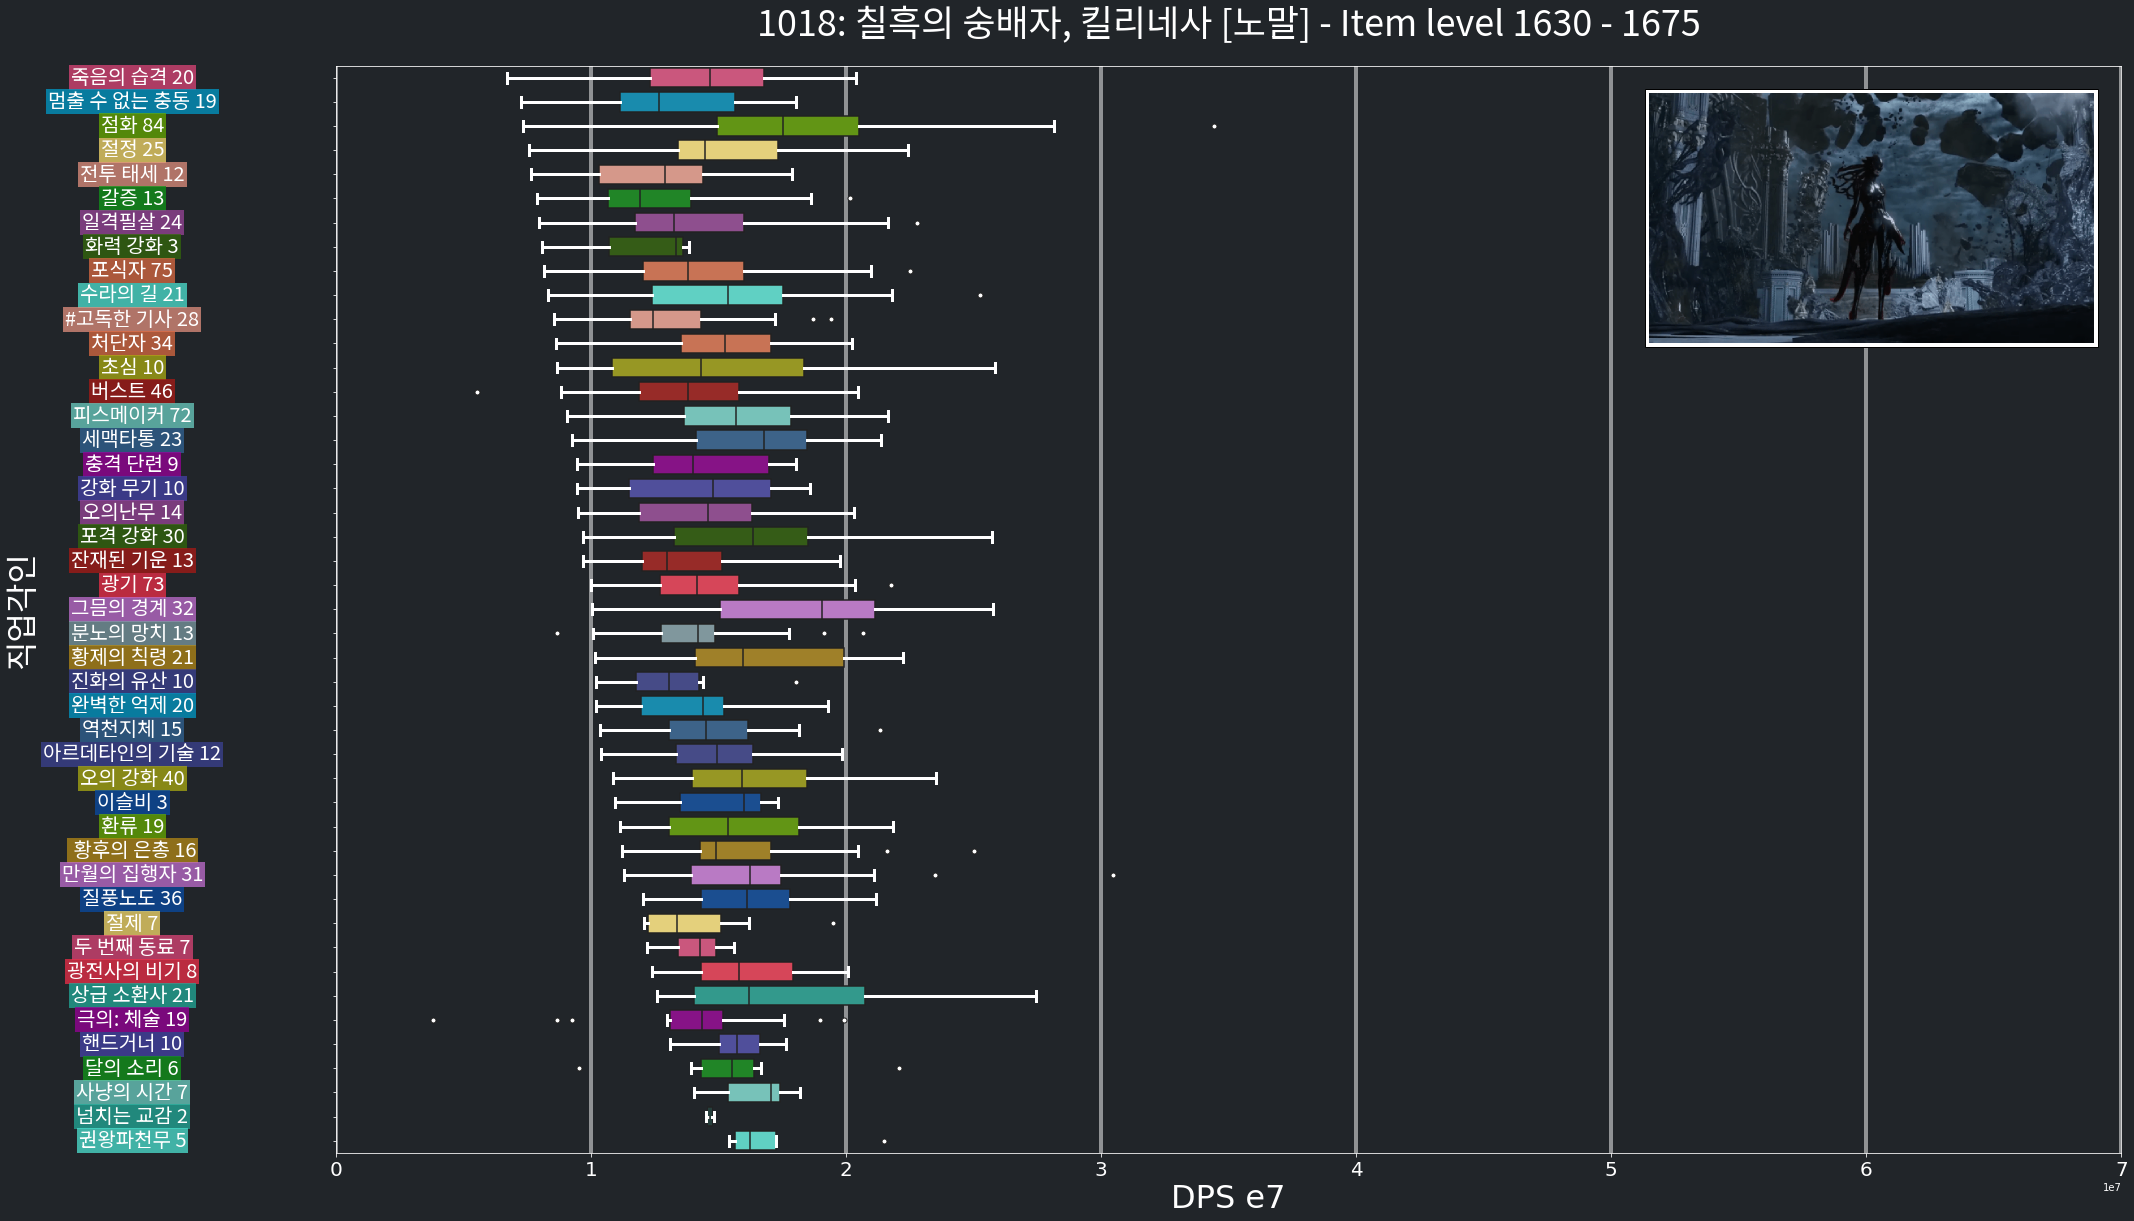 1018: 칠흑의 숭배자, 킬리네사 [노말] - Item level 1630 - 1675
죽음의 습격 20
멈출 수 없는 충동 19
점화 84
절정 25
전투 태세 12
갈증 13
일격필살 24
화력 강화 3
포식자 75
수라의 길 21
#고독한 기사 28
처단자 34
초심 10
버스트 46
피스메이커 72
세맥타통 23
충격 단련 9
강화 무기 10
오의난무 14
포격 강화 30
잔재된 기운 13
광기 73
그믐의 경계 32
분노의 망치 13
황제의 칙령 21
진화의 유산 10
완벽한 억제 20
역천지체 15
아르데타인의 기술 12
오의 강화 40
이슬비 3
환류 19
황후의 은총 16
만월의 집행자 31
질풍노도 36
절제 7
두 번째 동료 7
광전사의 비기 8
상급 소환사 21
극의: 체술 19
핸드거너 10
달의 소리 6
사냥의 시간 7
넘치는 교감 2
권왕파천무 5
직업각인
0 1 2 3 4 5 6 7
1e7
DPS e7